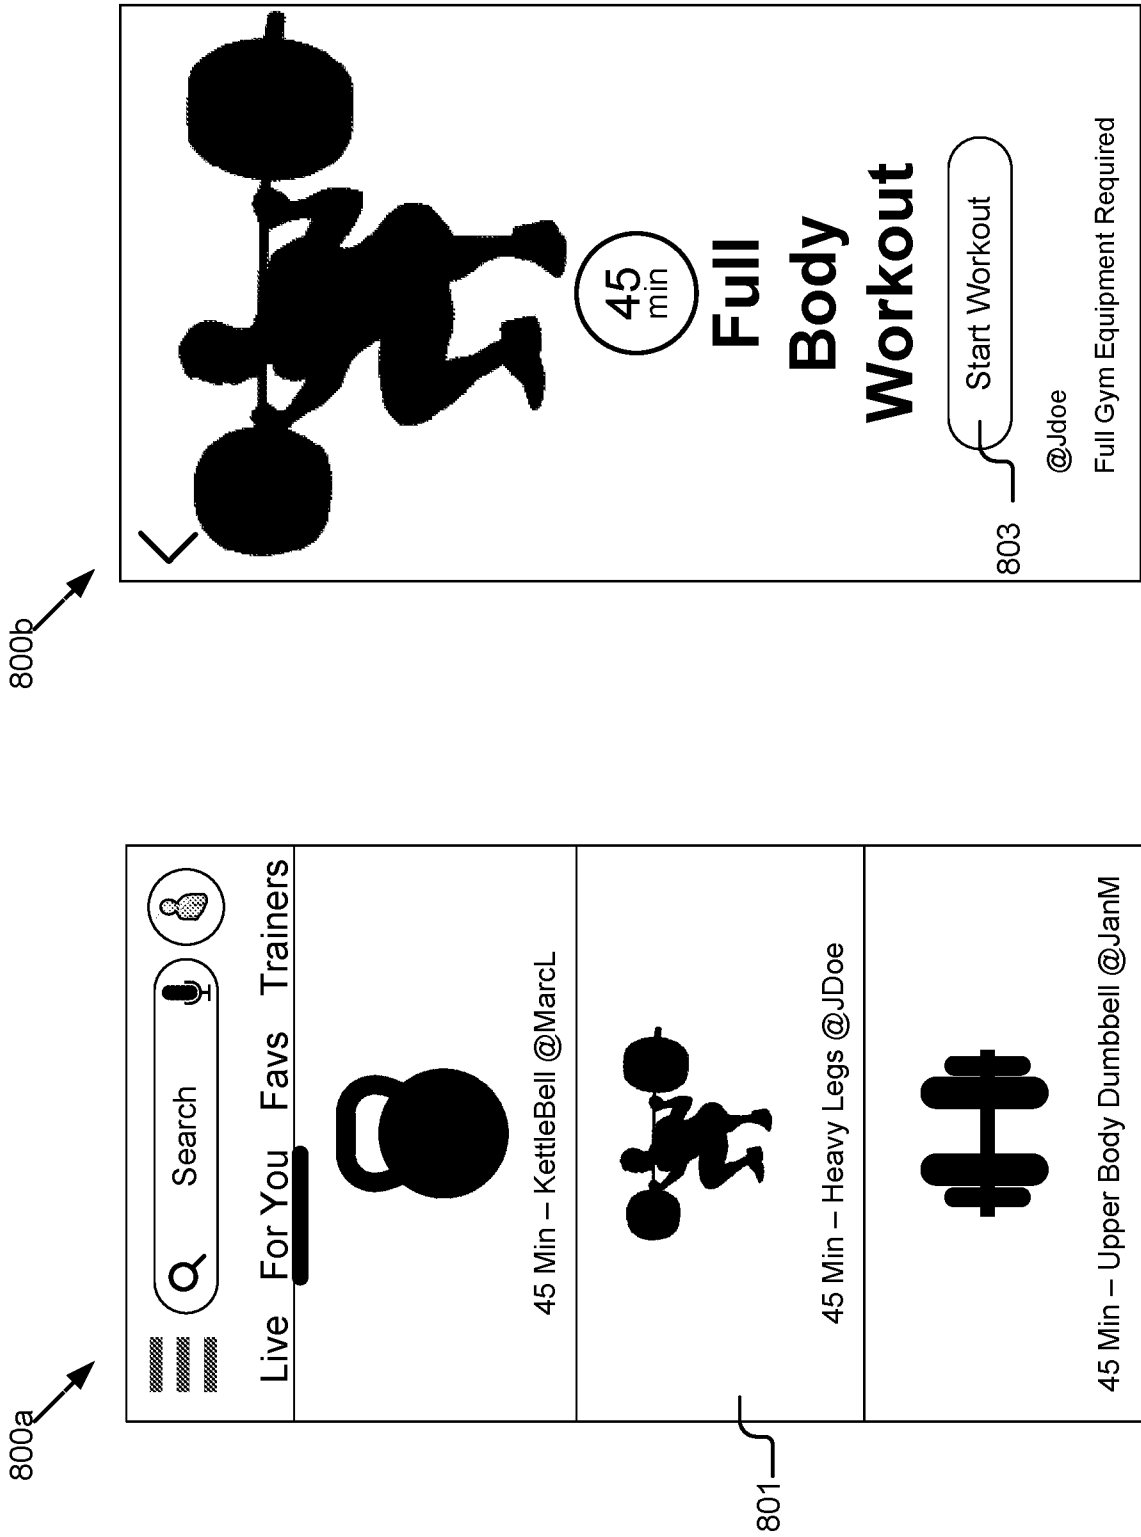 800a
Search
Live For You Favs Trainers
45 Min – KettleBell @MarcL
801
45 Min – Heavy Legs @JDoe
45 Min – Upper Body Dumbbell @JanM
800b
45
min
Full
Body
Workout
Start Workout
803
@Jdoe
Full Gym Equipment Required